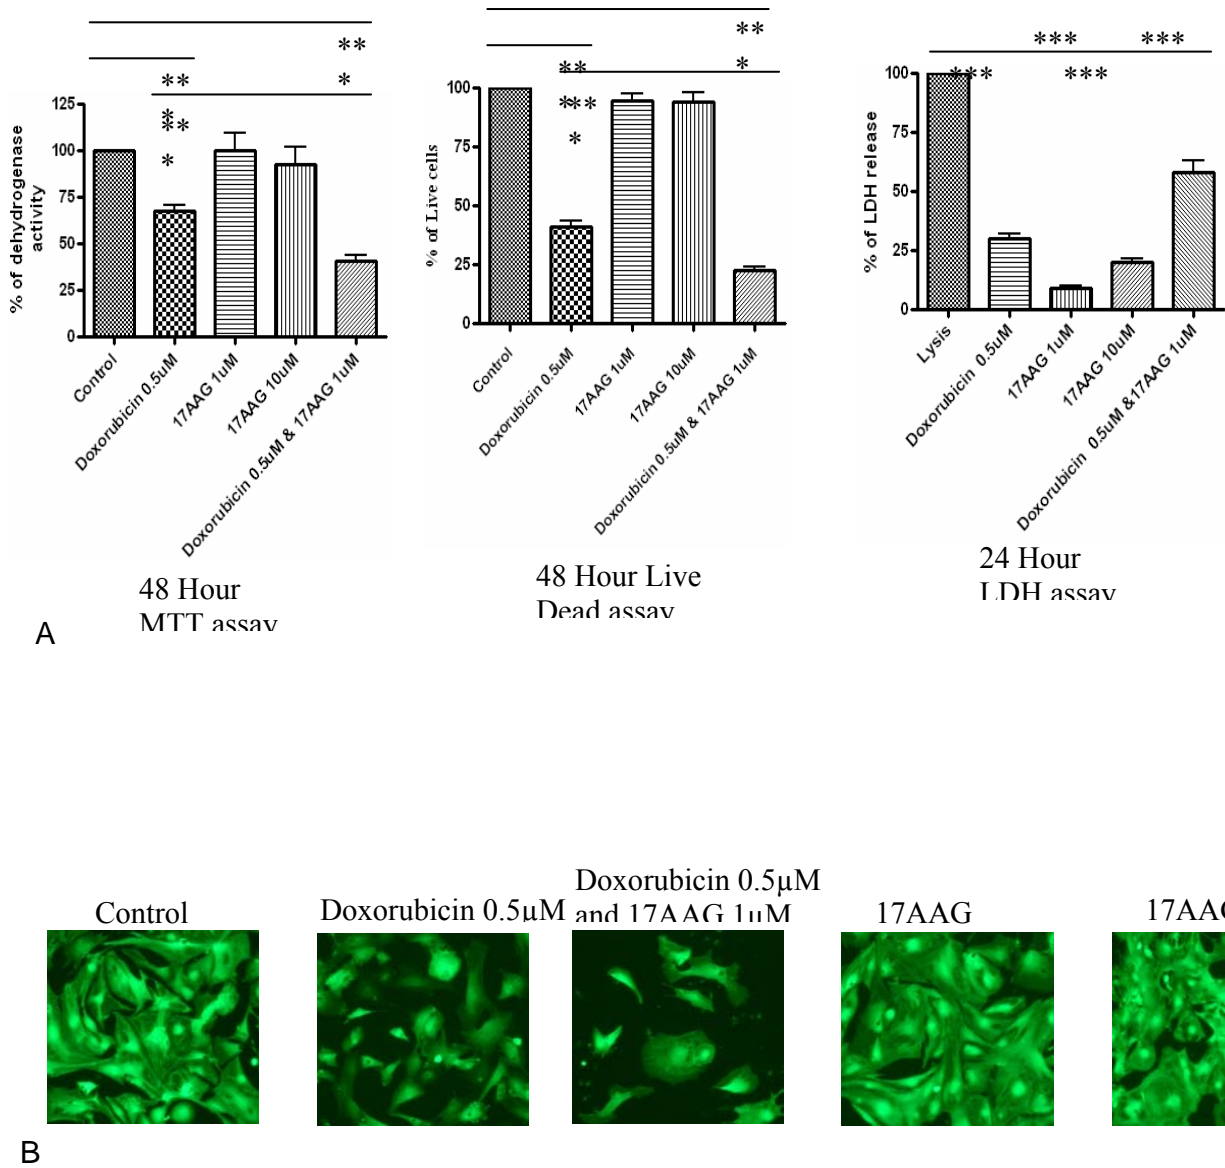 **
*
**
*
**
*
125
100
75
50
25
0
% of dehydrogenase
activity
Control
Doxorubicin 0.5uM
17AAG 1uM
17AAG 10uM
Doxorubicin 0.5uM & 17AAG 1uM
48 Hour
MTT assay
**
*
**
* **
*
100
75
50
25
0
% of Live cells
Control
Doxorubicin 0.5uM
17AAG 1uM
17AAG 10uM
Doxorubicin 0.5uM & 17AAG 1uM
48 Hour Live
Dead assay
*** ***
*** ***
100
75
50
25
0
% of LDH release
Lysis
Doxorubicin 0.5uM
17AAG 1uM
17AAG 10uM
Doxorubicin 0.5uM &17AAG 1uM
24 Hour
LDH assay
A
Control
Doxorubicin 0.5µM
Doxorubicin 0.5µM
and 17AAG 1µM
17AAG
17AAG
B